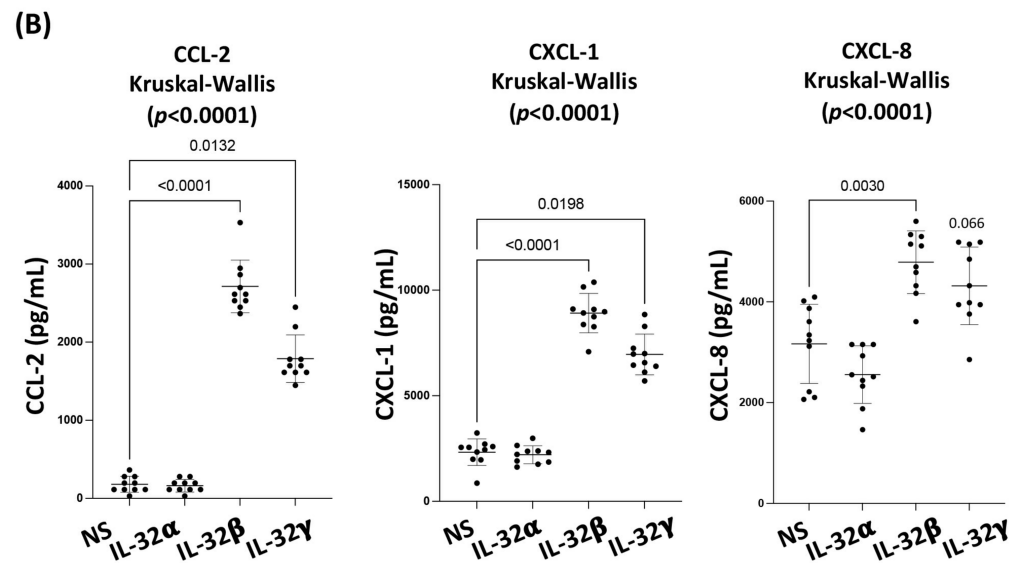 (B)
CCL-2
Kruskal-Wallis
(p<0.0001)
0.0132
<0.0001
4000
3000
2000
1000
0
CCL-2 (pg/mL)
NS
IL-32α
IL-32β
IL-32γ
CXCL-1
Kruskal-Wallis
(p<0.0001)
0.0198
<0.0001
15000
10000
5000
0
CXCL-1 (pg/mL)
NS
IL-32α
IL-32β
IL-32γ
CXCL-8
Kruskal-Wallis
(p<0.0001)
0.0030
0.066
6000
4000
2000
0
CXCL-8 (pg/mL)
NS
IL-32α
IL-32β
IL-32γ